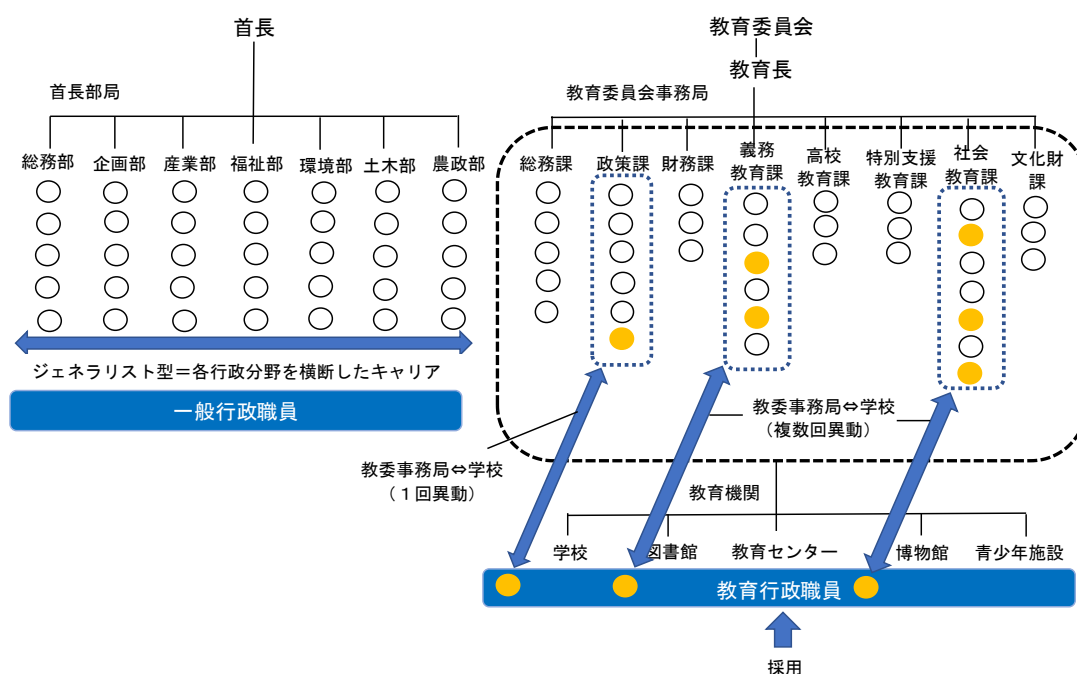 首長
首長部局
総務部
企画部
産業部
福祉部
環境部
土木部
農政部
ジェネラリスト型＝各行政分野を横断したキャリア
一般行政職員
教育委員会
教育長
教育委員会事務局
総務課
政策課
財務課
義務
教育課
高校
教育課
特別支援
教育課
社会
教育課
文化財
課
教委事務局⇔学校
（１回異動）
教委事務局⇔学校
（複数回異動）
教育機関
学校
図書館
教育センター
博物館
青少年施設
教育行政職員
採用